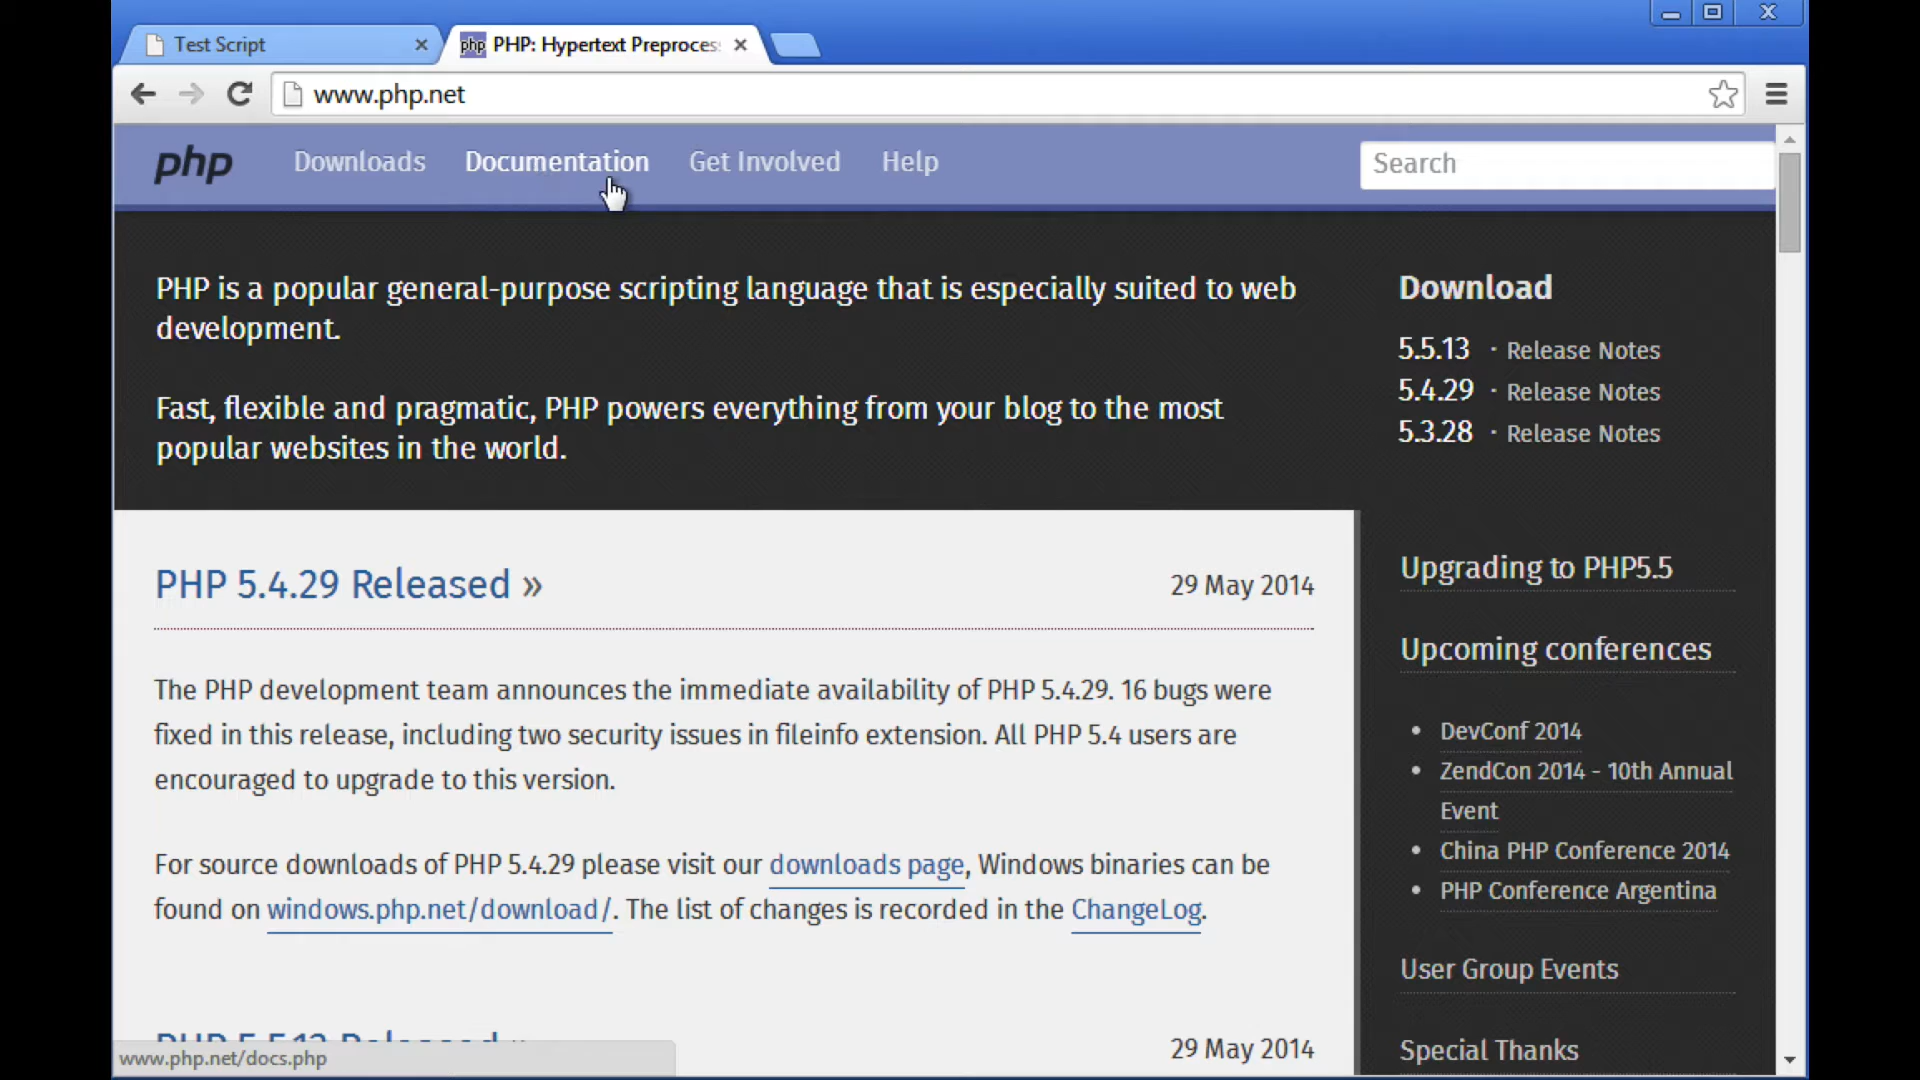 Test Script
php PHP: Hypertext Preproces
www.php.net
php Downloads Documentation Get Involved Help Search
PHP is a popular general-purpose scripting language that is especially suited to web
development.
Fast, flexible and pragmatic, PHP powers everything from your blog to the most
popular websites in the world.
Download
5.5.13 · Release Notes
5.4.29 · Release Notes
5.3.28 · Release Notes
PHP 5.4.29 Released »
29 May 2014
The PHP development team announces the immediate availability of PHP 5.4.29. 16 bugs were
fixed in this release, including two security issues in fileinfo extension. All PHP 5.4 users are
encouraged to upgrade to this version.
For source downloads of PHP 5.4.29 please visit our downloads page, Windows binaries can be
found on windows.php.net/download/. The list of changes is recorded in the ChangeLog.
PHP 5.5.13 Released »
29 May 2014
Upgrading to PHP5.5
Upcoming conferences
• DevConf 2014
• ZendCon 2014 - 10th Annual
Event
• China PHP Conference 2014
• PHP Conference Argentina
User Group Events
Special Thanks
www.php.net/docs.php